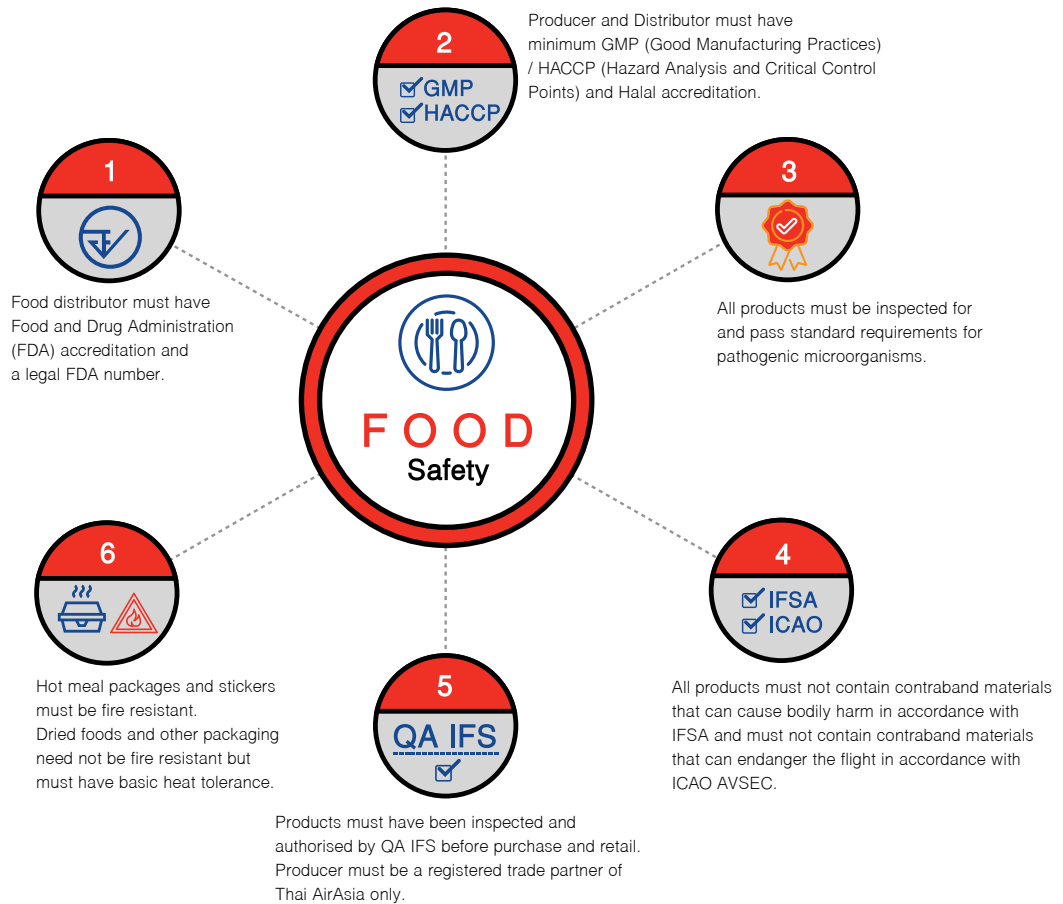 1
Food distributor must have
Food and Drug Administration
(FDA) accreditation and
a legal FDA number.
2
GMP
HACCP
Producer and Distributor must have
minimum GMP (Good Manufacturing Practices)
/ HACCP (Hazard Analysis and Critical Control
Points) and Halal accreditation.
3
All products must be inspected for
and pass standard requirements for
pathogenic microorganisms.
FOOD
Safety
4
IFSA
ICAO
All products must not contain contraband materials
that can cause bodily harm in accordance with
IFSA and must not contain contraband materials
that can endanger the flight in accordance with
ICAO AVSEC.
5
QA IFS
Products must have been inspected and
authorised by QA IFS before purchase and retail.
Producer must be a registered trade partner of
Thai AirAsia only.
6
Hot meal packages and stickers
must be fire resistant.
Dried foods and other packaging
need not be fire resistant but
must have basic heat tolerance.